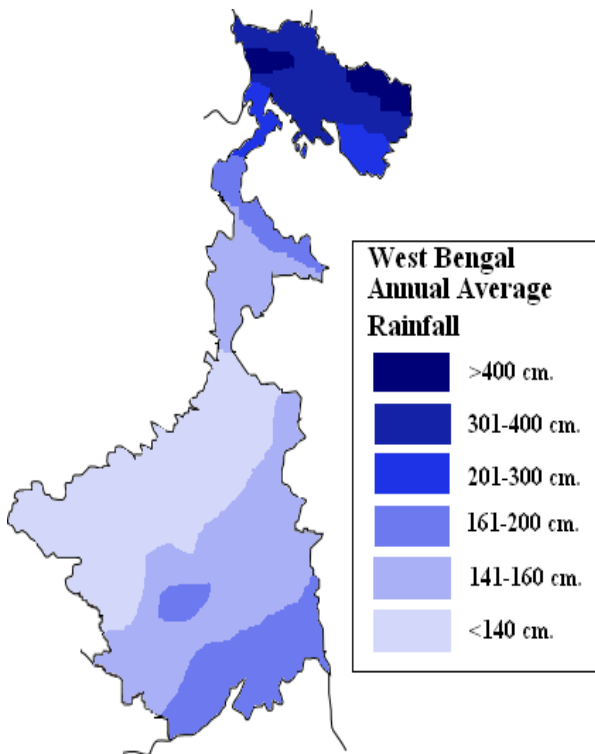 West Bengal
Annual Average
Rainfall
>400 cm.
301-400 cm.
201-300 cm.
161-200 cm.
141-160 cm.
<140 cm.